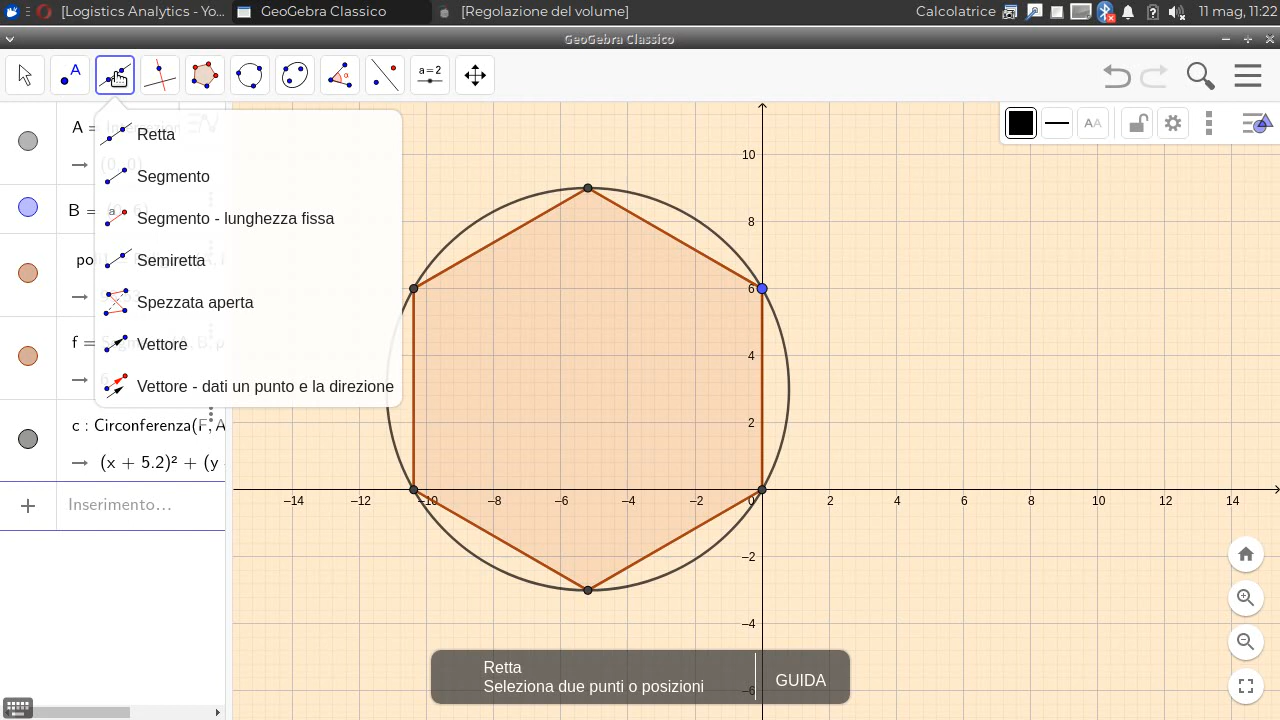 [Logistics Analytics - Yo...
GeoGebra Classico
[Regolazione del volume]
Calcolatrice
11 mag, 11:22
GeoGebra Classico
A
α
a=2
AA
A =
(0, 0)
B =
(0, 6)
f =
c : Circonferenza(F, A
→ (x + 5.2)² + (y
Inserimento…
Retta
Segmento
a
Segmento - lunghezza fissa
Semiretta
Spezzata aperta
Vettore
Vettore - dati un punto e la direzione
10
8
6
4
2
0
–2
–4
–6
–14
–12
–10
–8
–6
–4
–2
2
4
6
8
10
12
14
Retta
Seleziona due punti o posizioni
GUIDA